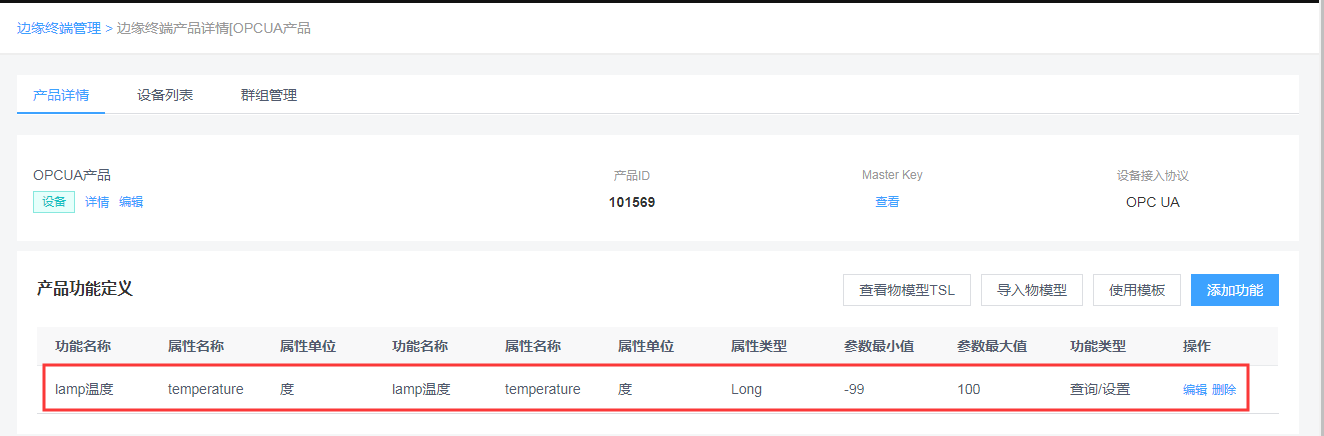 边缘终端管理 > 边缘终端产品详情[OPCUA产品
产品详情 设备列表 群组管理
OPCUA产品 产品ID Master Key 设备接入协议
设备 详情 编辑 101569 查看 OPC UA
产品功能定义 查看物模型TSL 导入物模型 使用模板 添加功能
功能名称 属性名称 属性单位 功能名称 属性名称 属性单位 属性类型 参数最小值 参数最大值 功能类型 操作
lamp温度 temperature 度 lamp温度 temperature 度 Long -99 100 查询/设置 编辑 删除